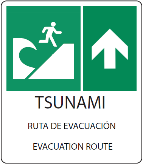 TSUNAMI
RUTA DE EVACUACIÓN
EVACUATION ROUTE